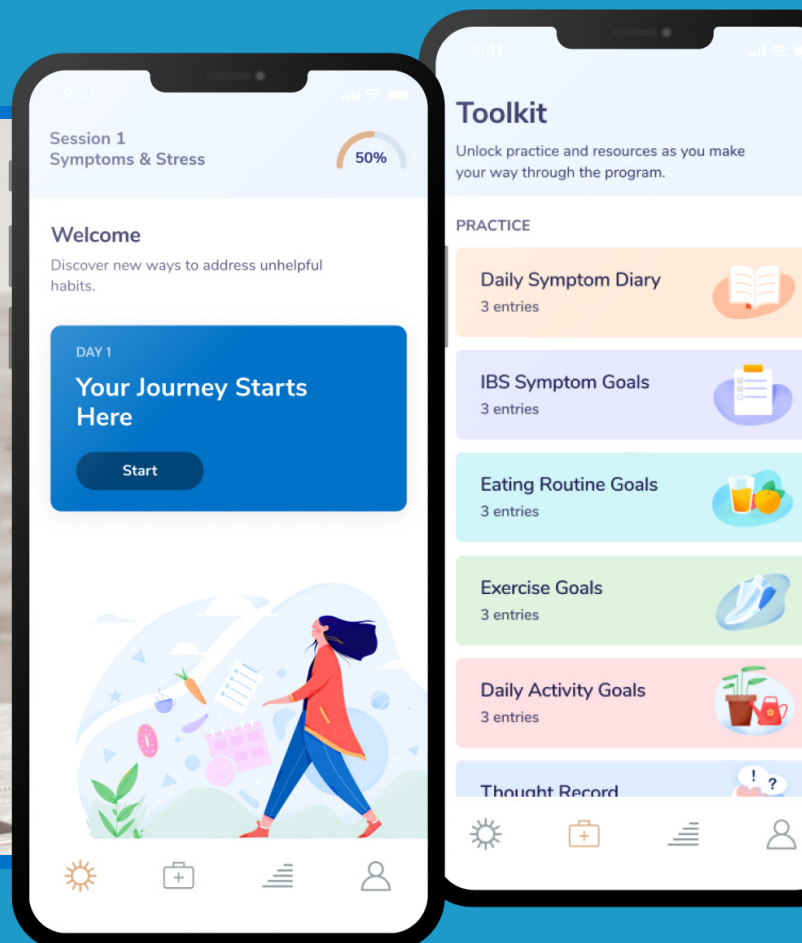 9:41
Session 1
Symptoms & Stress
50%
Welcome
Discover new ways to address unhelpful
habits.
DAY 1
Your Journey Starts
Here
Start
9:41
Toolkit
Unlock practice and resources as you make
your way through the program.
PRACTICE
Daily Symptom Diary
3 entries
IBS Symptom Goals
3 entries
Eating Routine Goals
3 entries
Exercise Goals
3 entries
Daily Activity Goals
3 entries
Thought Record
! ?